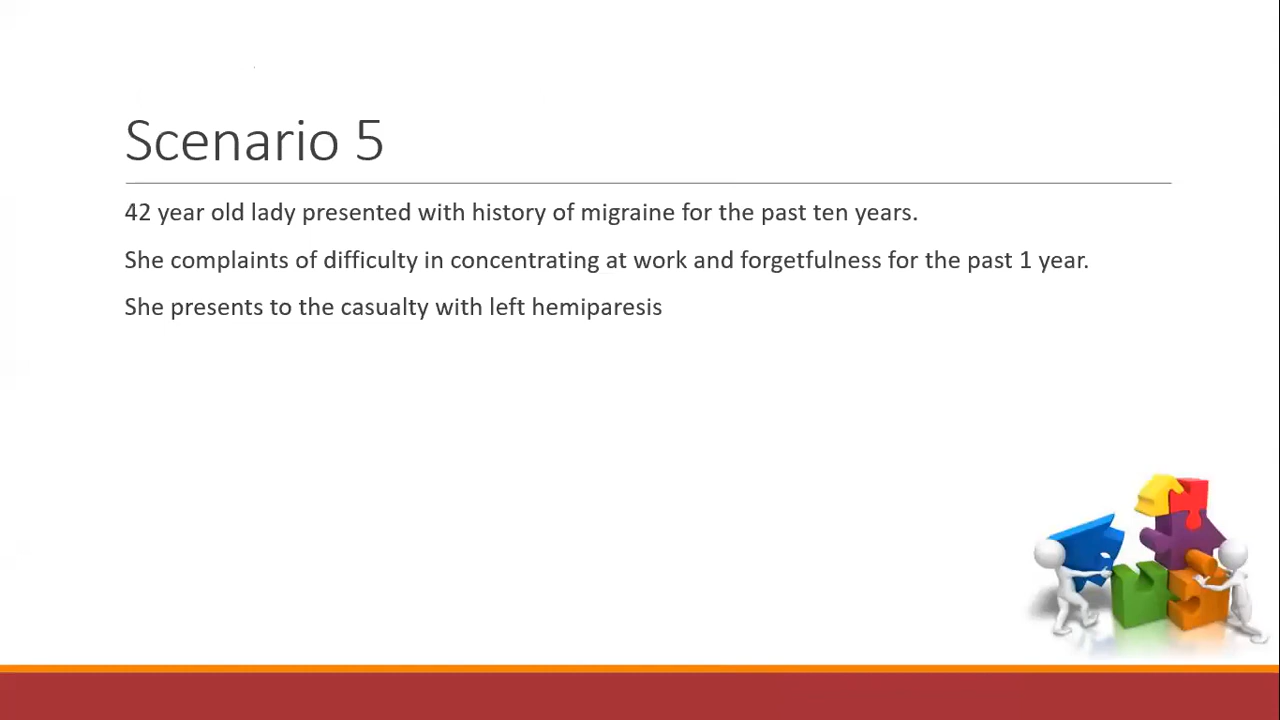 Scenario 5
42 year old lady presented with history of migraine for the past ten years.
She complaints of difficulty in concentrating at work and forgetfulness for the past 1 year.
She presents to the casualty with left hemiparesis